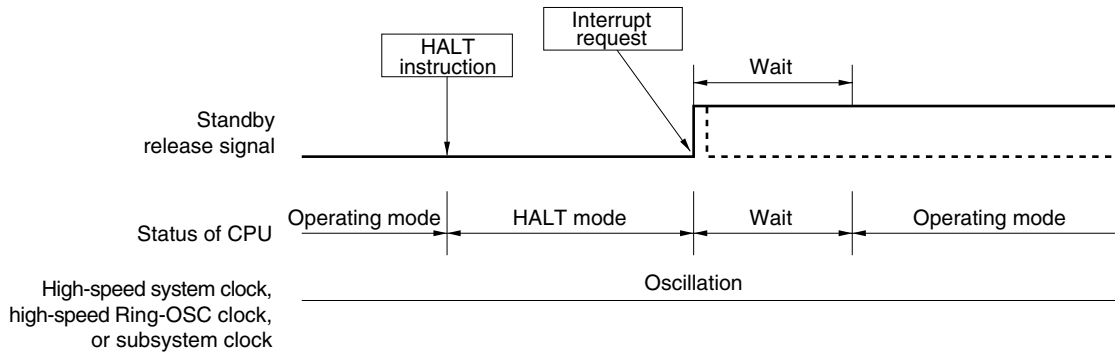 Interrupt
request
HALT
instruction
Wait
Standby
release signal
Operating mode
HALT mode
Wait
Operating mode
Status of CPU
Oscillation
High-speed system clock,
high-speed Ring-OSC clock,
or subsystem clock